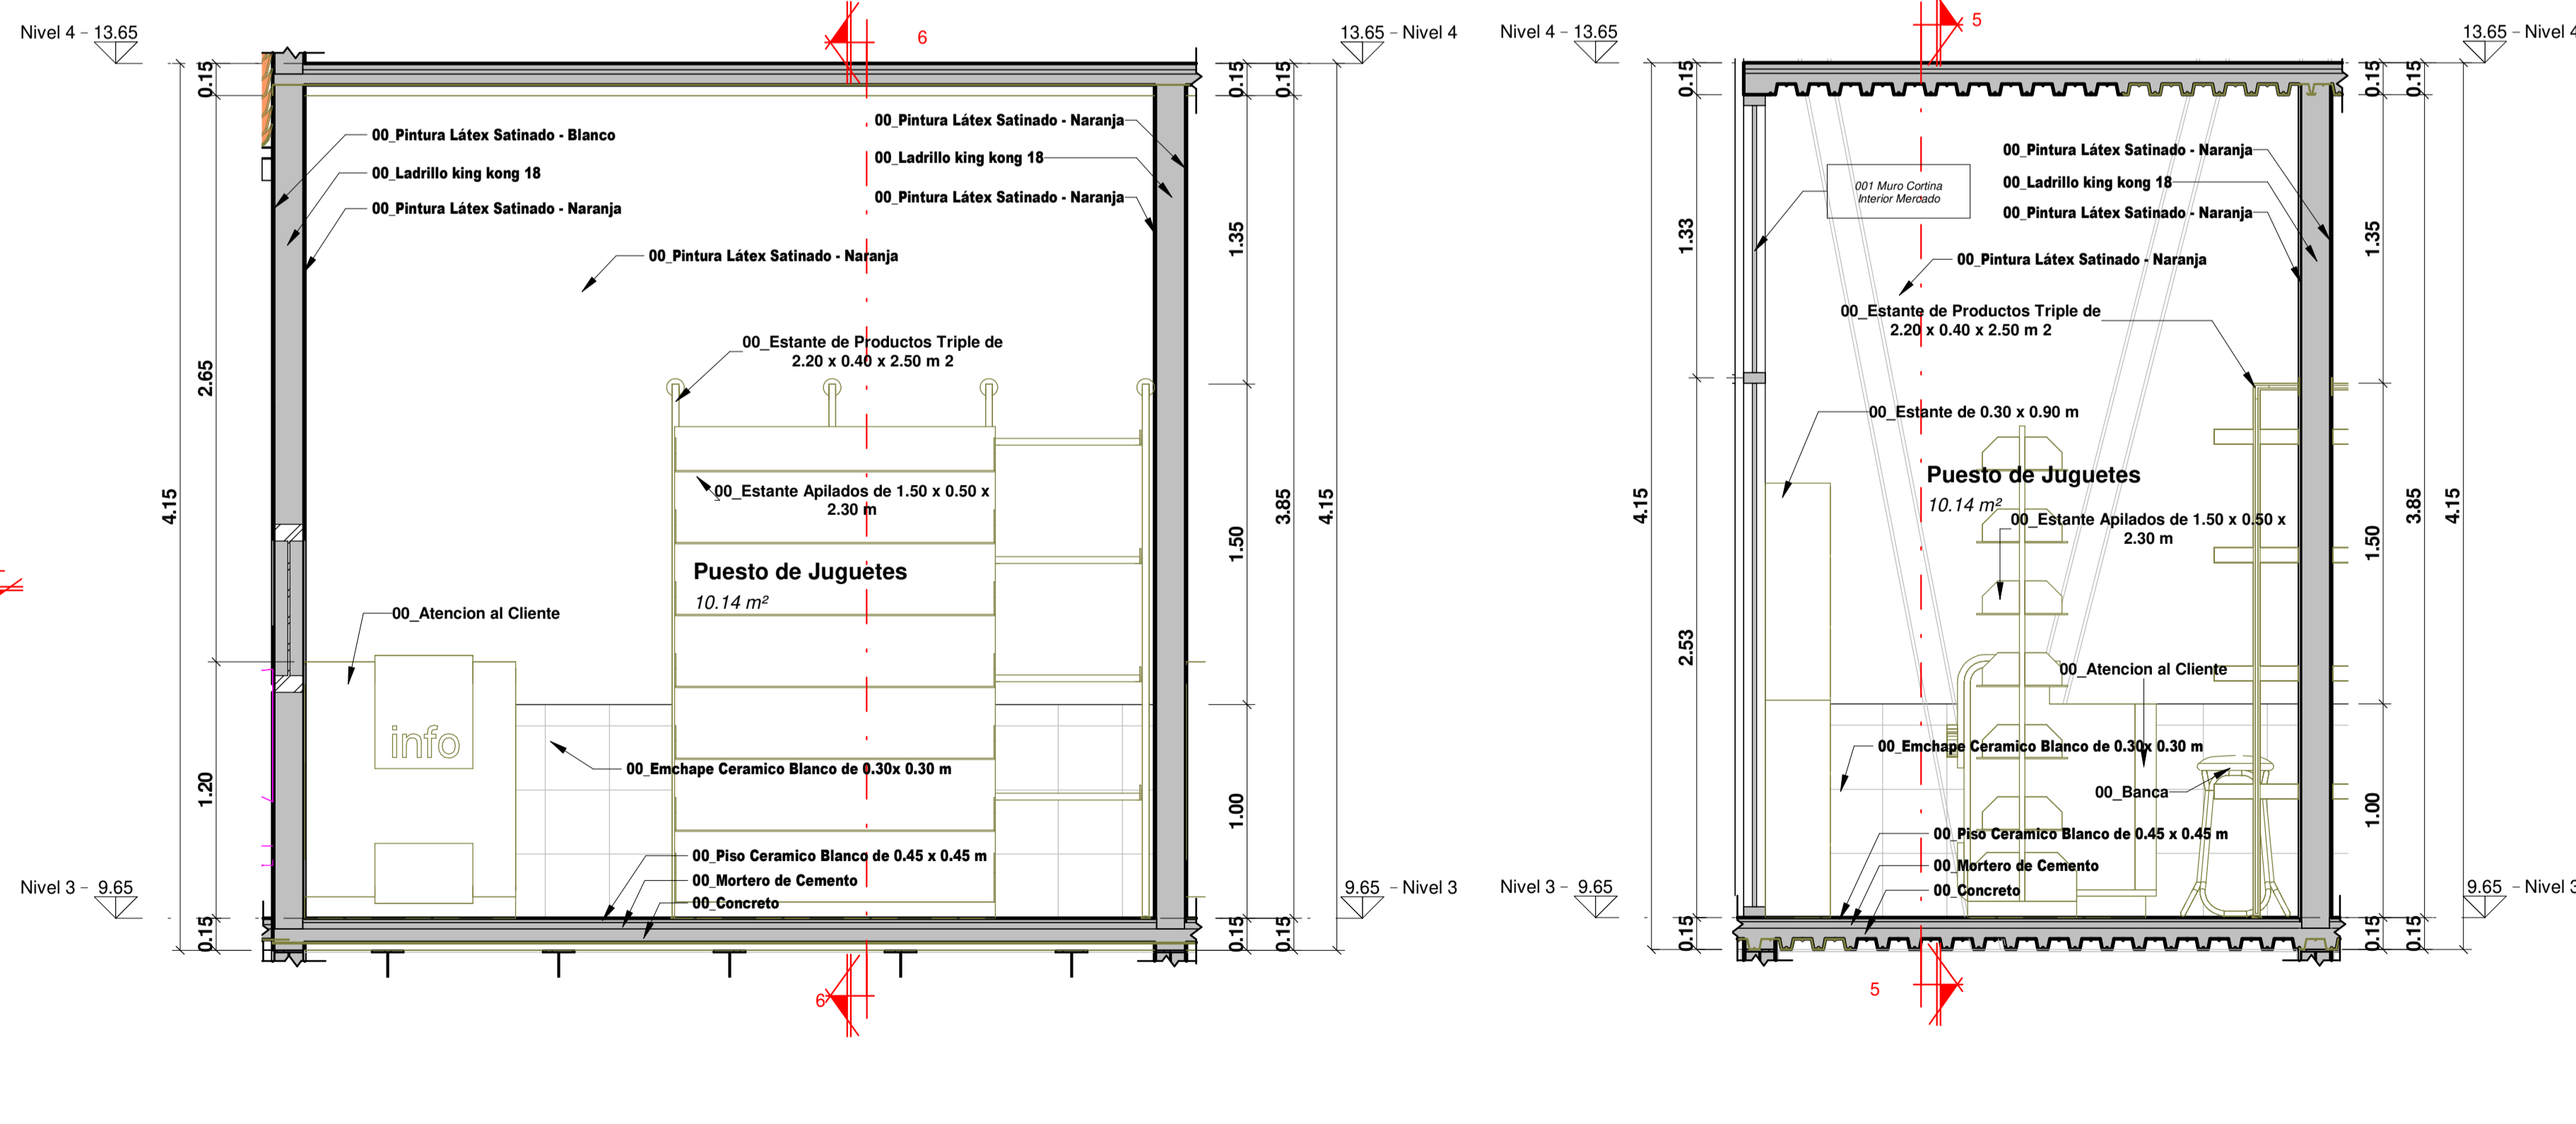 Nivel 4 - 13.65
6
13.65 - Nivel 4
0.15
0.15
0.15
00_Pintura Látex Satinado - Blanco
00_Ladrillo king kong 18
00_Pintura Látex Satinado - Naranja
00_Pintura Látex Satinado - Naranja
00_Ladrillo king kong 18
00_Pintura Látex Satinado - Naranja
00_Pintura Látex Satinado - Naranja
1.35
00_Estante de Productos Triple de
2.20 x 0.40 x 2.50 m 2
2.65
4.15
00_Estante Apilados de 1.50 x 0.50 x
2.30 m
1.50
3.85
4.15
Puesto de Juguetes
10.14 m²
00_Atencion al Cliente
info
00_Emchape Ceramico Blanco de 0.30x 0.30 m
1.20
1.00
00_Piso Ceramico Blanco de 0.45 x 0.45 m
00_Mortero de Cemento
00_Concreto
Nivel 3 - 9.65
9.65 - Nivel 3
0.15
0.15
0.15
6
Nivel 4 - 13.65
5
13.65 - Nivel 4
0.15
0.15
0.15
001 Muro Cortina
Interior Mercado
00_Pintura Látex Satinado - Naranja
00_Ladrillo king kong 18
00_Pintura Látex Satinado - Naranja
00_Pintura Látex Satinado - Naranja
1.33
1.35
00_Estante de Productos Triple de
2.20 x 0.40 x 2.50 m 2
00_Estante de 0.30 x 0.90 m
Puesto de Juguetes
10.14 m²
00_Estante Apilados de 1.50 x 0.50 x
2.30 m
4.15
1.50
3.85
4.15
2.53
00_Atencion al Cliente
00_Emchape Ceramico Blanco de 0.30x 0.30 m
00_Banca
1.00
00_Piso Ceramico Blanco de 0.45 x 0.45 m
00_Mortero de Cemento
00_Concreto
Nivel 3 - 9.65
9.65 - Nivel 3
0.15
0.15
0.15
5